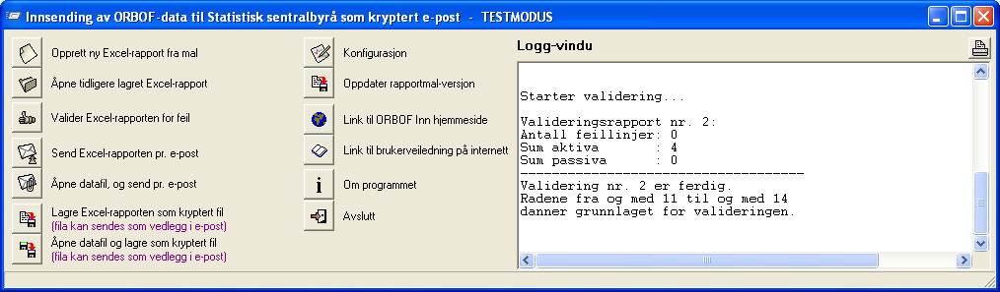 Innsending av ORBOF-data til Statistisk sentralbyrå som kryptert e-post - TESTMODUS
Opprett ny Excel-rapport fra mal
Åpne tidligere lagret Excel-rapport
Valider Excel-rapporten for feil
Send Excel-rapporten pr. e-post
Åpne datafil, og send pr. e-post
Lagre Excel-rapporten som kryptert fil
(fila kan sendes som vedlegg i e-post)
Åpne datafil og lagre som kryptert fil
(fila kan sendes som vedlegg i e-post)
Konfigurasjon
Oppdater rapportmal-versjon
Link til ORBOF Inn hjemmeside
Link til brukerveiledning på internett
i Om programmet
Avslutt
Logg-vindu
Starter validering...
Valideringsrapport nr. 2:
Antall feillinjer: 0
Sum aktiva : 4
Sum passiva : 0
------------------------------------
Validering nr. 2 er ferdig.
Radene fra og med 11 til og med 14
danner grunnlaget for valideringen.